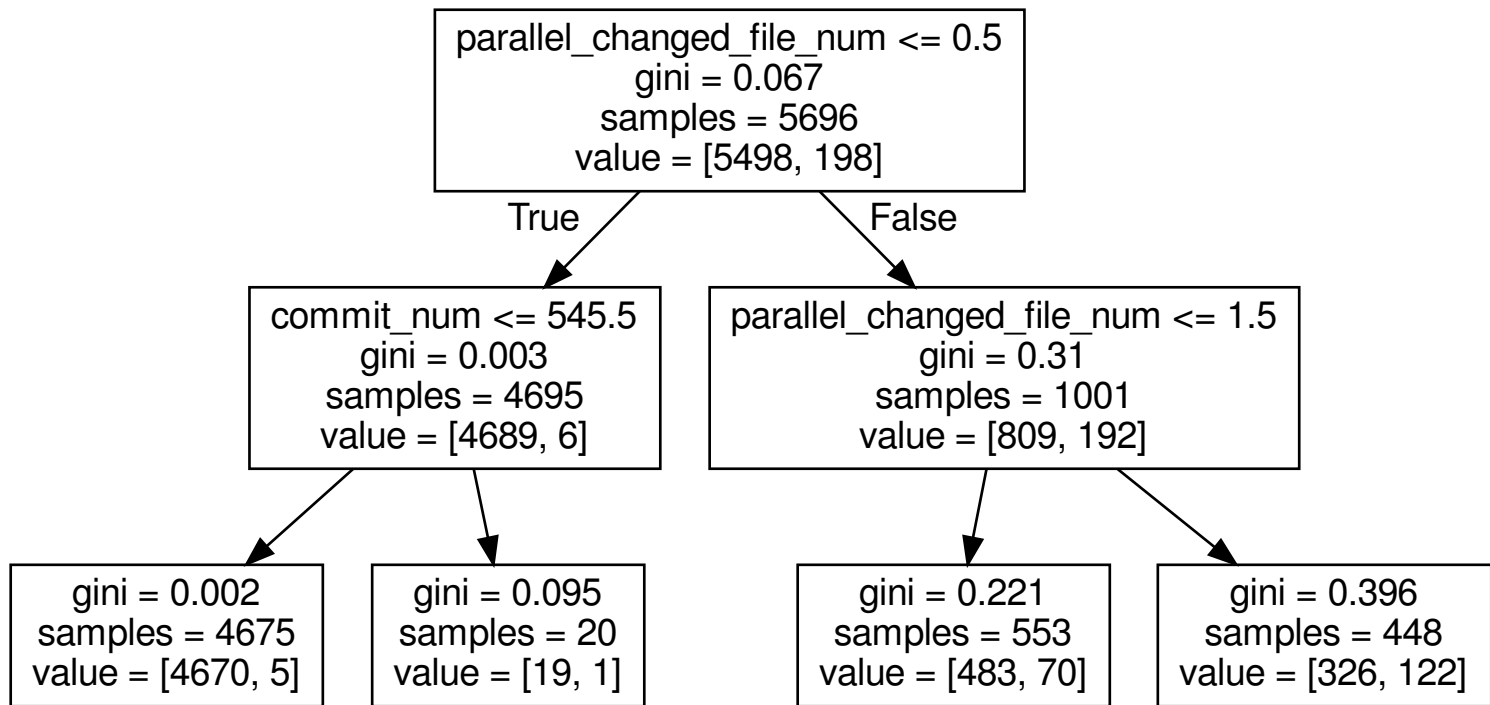 parallel_changed_file_num <= 0.5
gini = 0.067
samples = 5696
value = [5498, 198]
True
False
commit_num <= 545.5
gini = 0.003
samples = 4695
value = [4689, 6]
parallel_changed_file_num <= 1.5
gini = 0.31
samples = 1001
value = [809, 192]
gini = 0.002
samples = 4675
value = [4670, 5]
gini = 0.095
samples = 20
value = [19, 1]
gini = 0.221
samples = 553
value = [483, 70]
gini = 0.396
samples = 448
value = [326, 122]